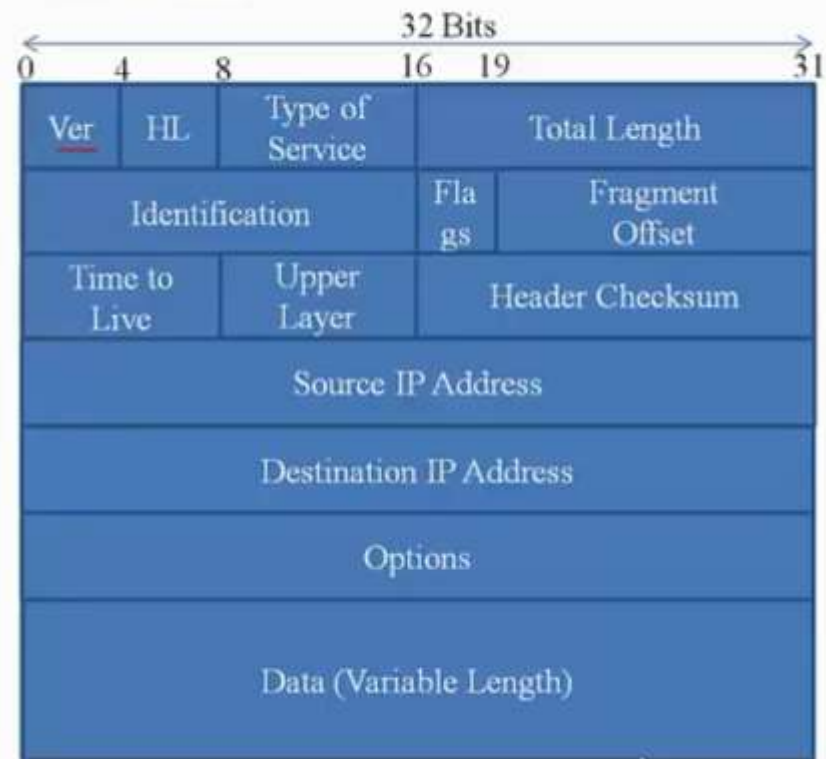 32 Bits
0 4 8 16 19 31
Ver HL Type of Service Total Length
Identification Fla gs Fragment Offset
Time to Live Upper Layer Header Checksum
Source IP Address
Destination IP Address
Options
Data (Variable Length)